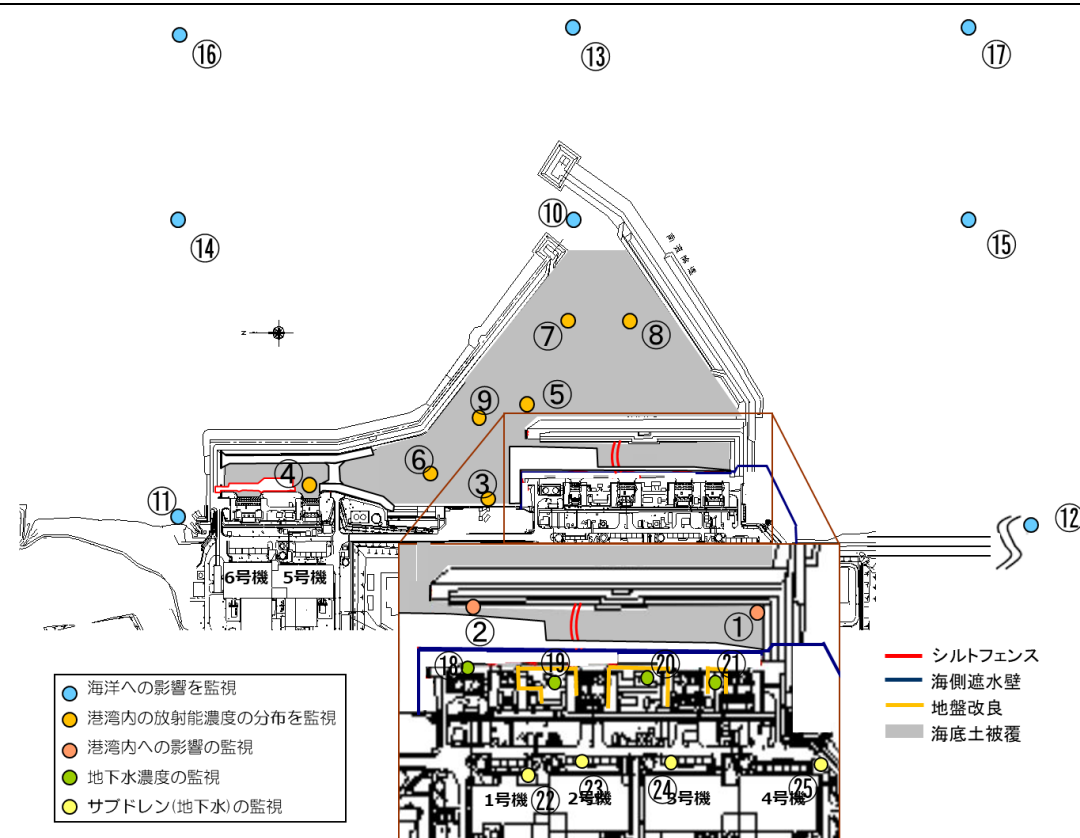 ⑯
⑬
⑰
⑩
⑭
⑮
⑦
⑧
⑨
⑤
⑥
④
③
⑪
⑫
N
6号機
5号機
②
①
⑱
⑲
⑳
㉑
1号機
㉒
2号機
㉓
㉔
3号機
4号機
㉕
海洋への影響を監視
港湾内の放射能濃度の分布を監視
港湾内への影響の監視
地下水濃度の監視
サブドレン(地下水)の監視
シルトフェンス
海側遮水壁
地盤改良
海底土被覆